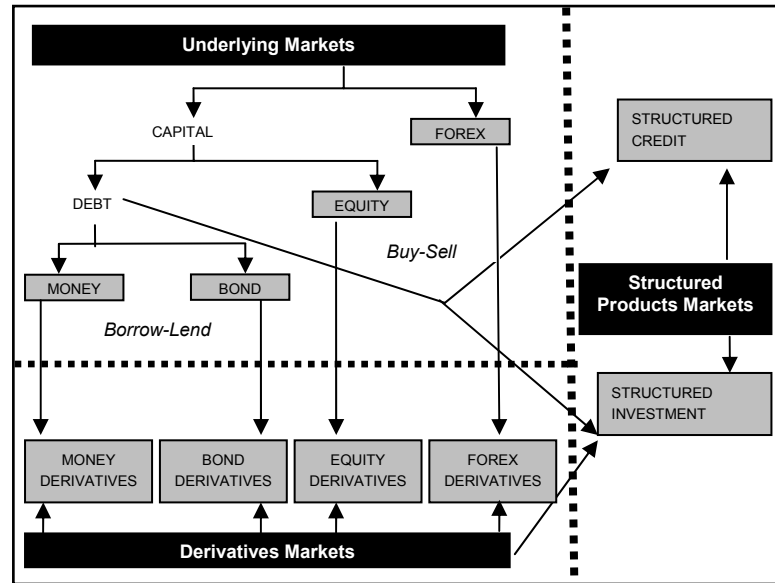 Underlying Markets
CAPITAL
FOREX
STRUCTURED
CREDIT
DEBT
EQUITY
Buy-Sell
MONEY
BOND
Structured
Products Markets
Borrow-Lend
STRUCTURED
INVESTMENT
MONEY
DERIVATIVES
BOND
DERIVATIVES
EQUITY
DERIVATIVES
FOREX
DERIVATIVES
Derivatives Markets